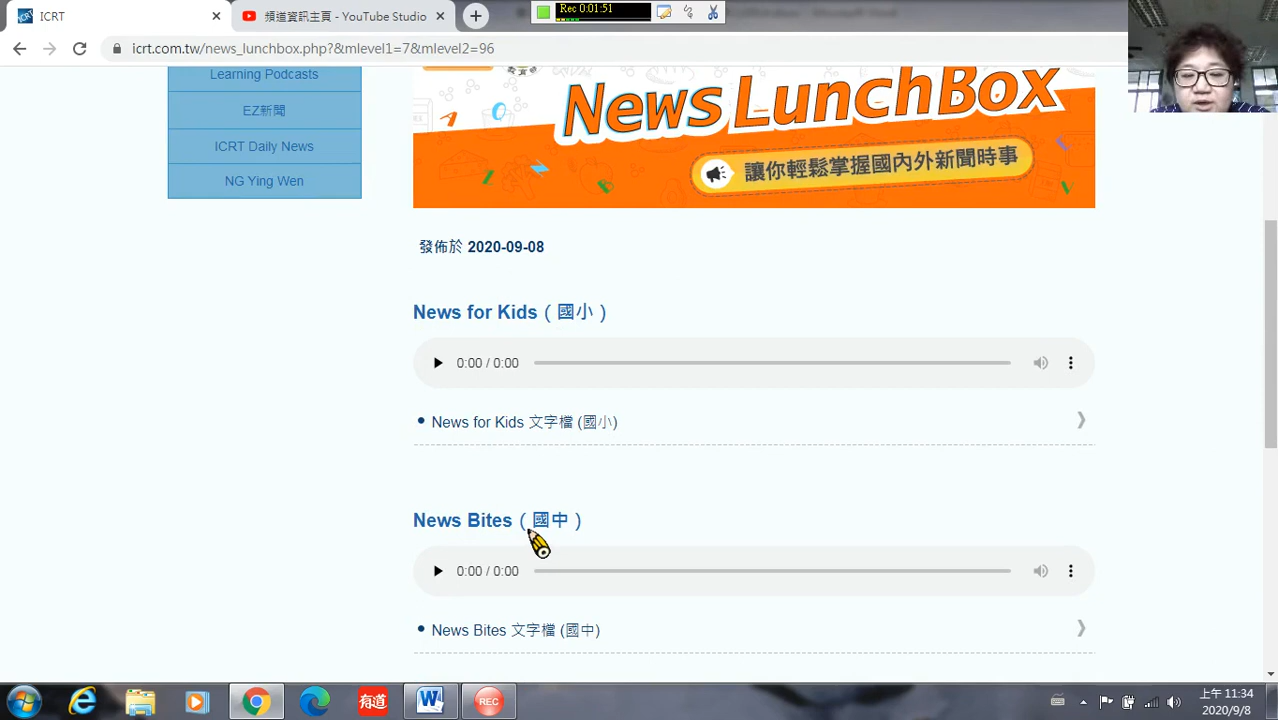 ICRT
頻道資訊主頁 - YouTube Studio
Rec 0:01:51
icrt.com.tw/news_lunchbox.php?&mlevel1=7&mlevel2=96
Learning Podcasts
EZ新聞
ICRT Daily News
NG Ying Wen
News LunchBox
讓你輕鬆掌握國內外新聞時事
發佈於 2020-09-08
News for Kids（國小）
0:00 / 0:00
News for Kids 文字檔 (國小)
News Bites（國中）
0:00 / 0:00
News Bites 文字檔 (國中)
有道
REC
上午 11:34
2020/9/8